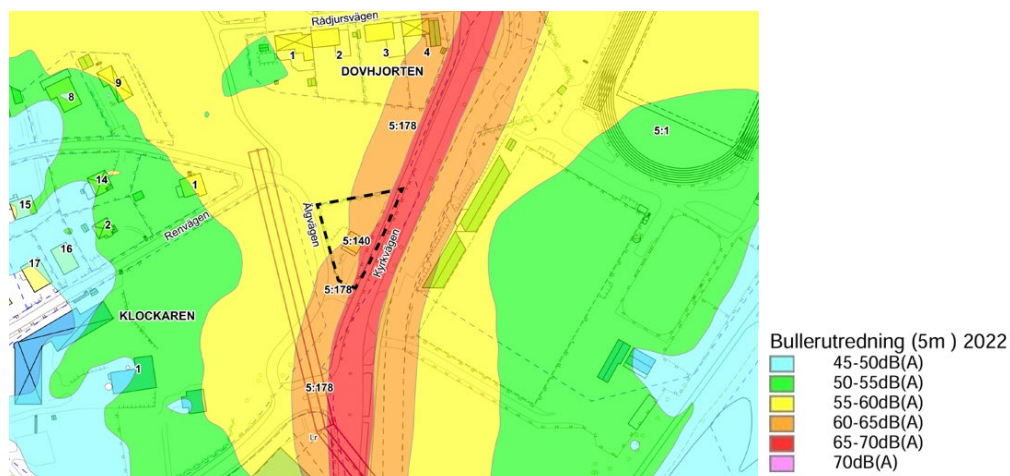 Rådjursvägen
1
2
3
4
DOVHJORTEN
9
8
5:178
5:1
14
1
15
2
Renvägen
Älgvägen
16
5:140
Kyrkvägen
17
5:178
KLOCKAREN
1
5:178
Lr
Bullerutredning (5m ) 2022
45-50dB(A)
50-55dB(A)
55-60dB(A)
60-65dB(A)
65-70dB(A)
70dB(A)